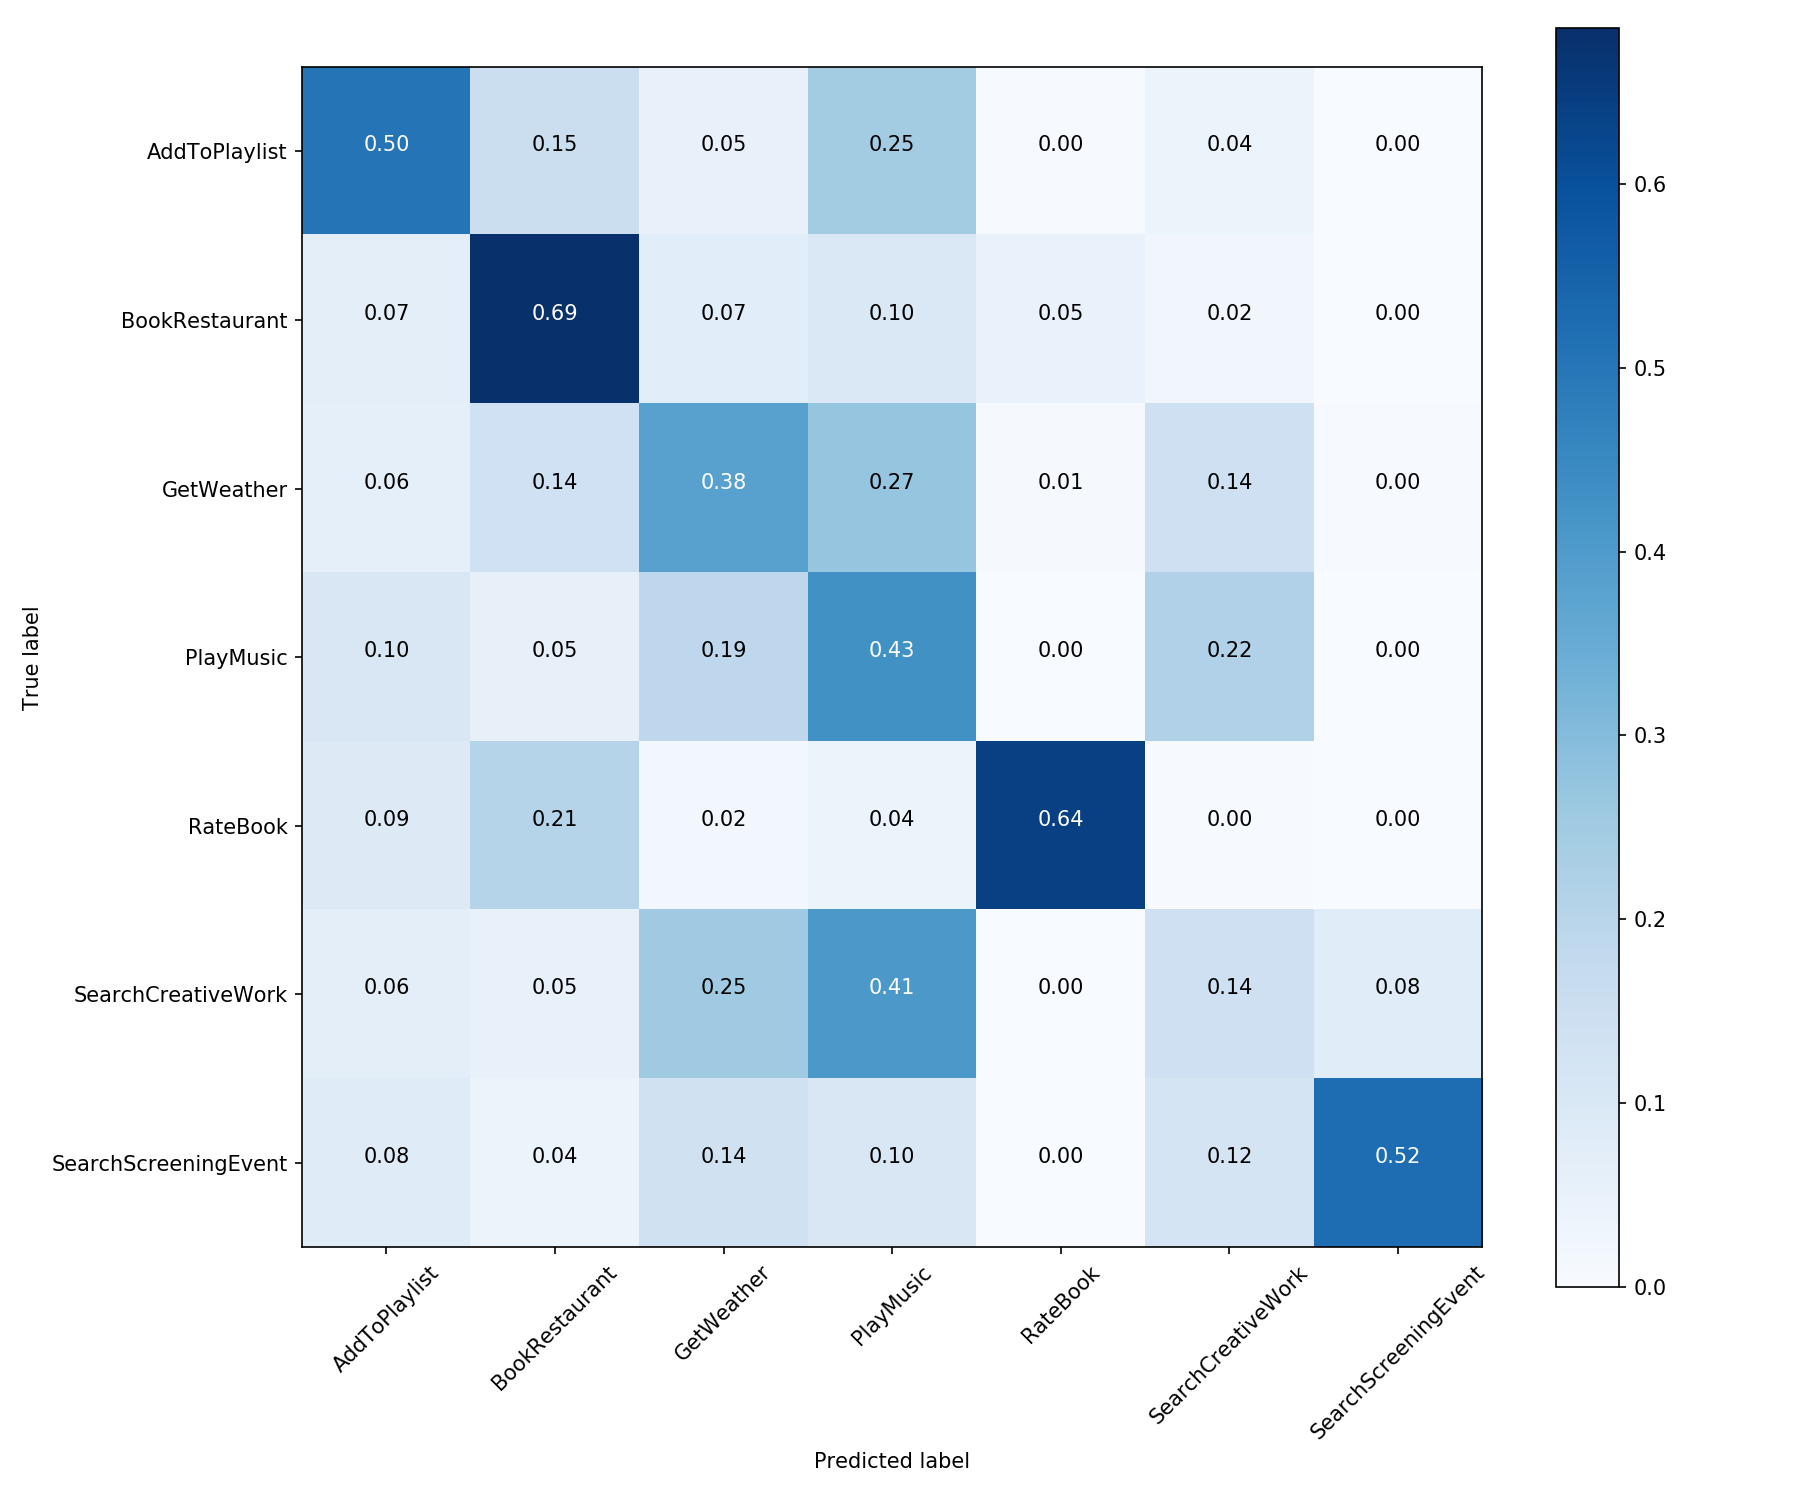 AddToPlaylist 0.50 0.15 0.05 0.25 0.00 0.04 0.00
BookRestaurant 0.07 0.69 0.07 0.10 0.05 0.02 0.00
GetWeather 0.06 0.14 0.38 0.27 0.01 0.14 0.00
PlayMusic 0.10 0.05 0.19 0.43 0.00 0.22 0.00
RateBook 0.09 0.21 0.02 0.04 0.64 0.00 0.00
SearchCreativeWork 0.06 0.05 0.25 0.41 0.00 0.14 0.08
SearchScreeningEvent 0.08 0.04 0.14 0.10 0.00 0.12 0.52
True label
AddToPlaylist
BookRestaurant
GetWeather
PlayMusic
RateBook
SearchCreativeWork
SearchScreeningEvent
Predicted label
0.6
0.5
0.4
0.3
0.2
0.1
0.0